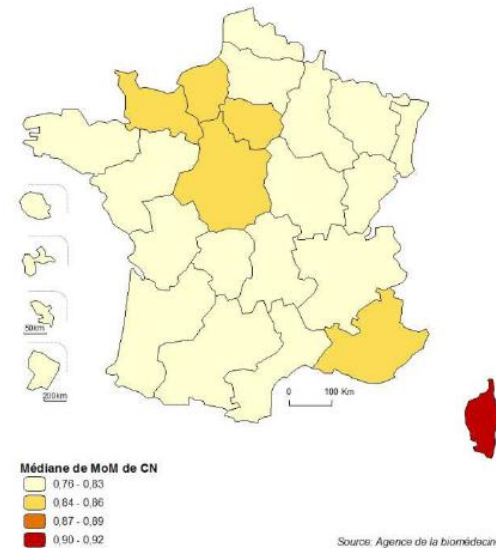 50km
200km
0 100 Km
Médiane de MoM de CN
0,76 - 0,83
0,84 - 0,86
0,87 - 0,89
0,90 - 0,92
Source: Agence de la biomédecin